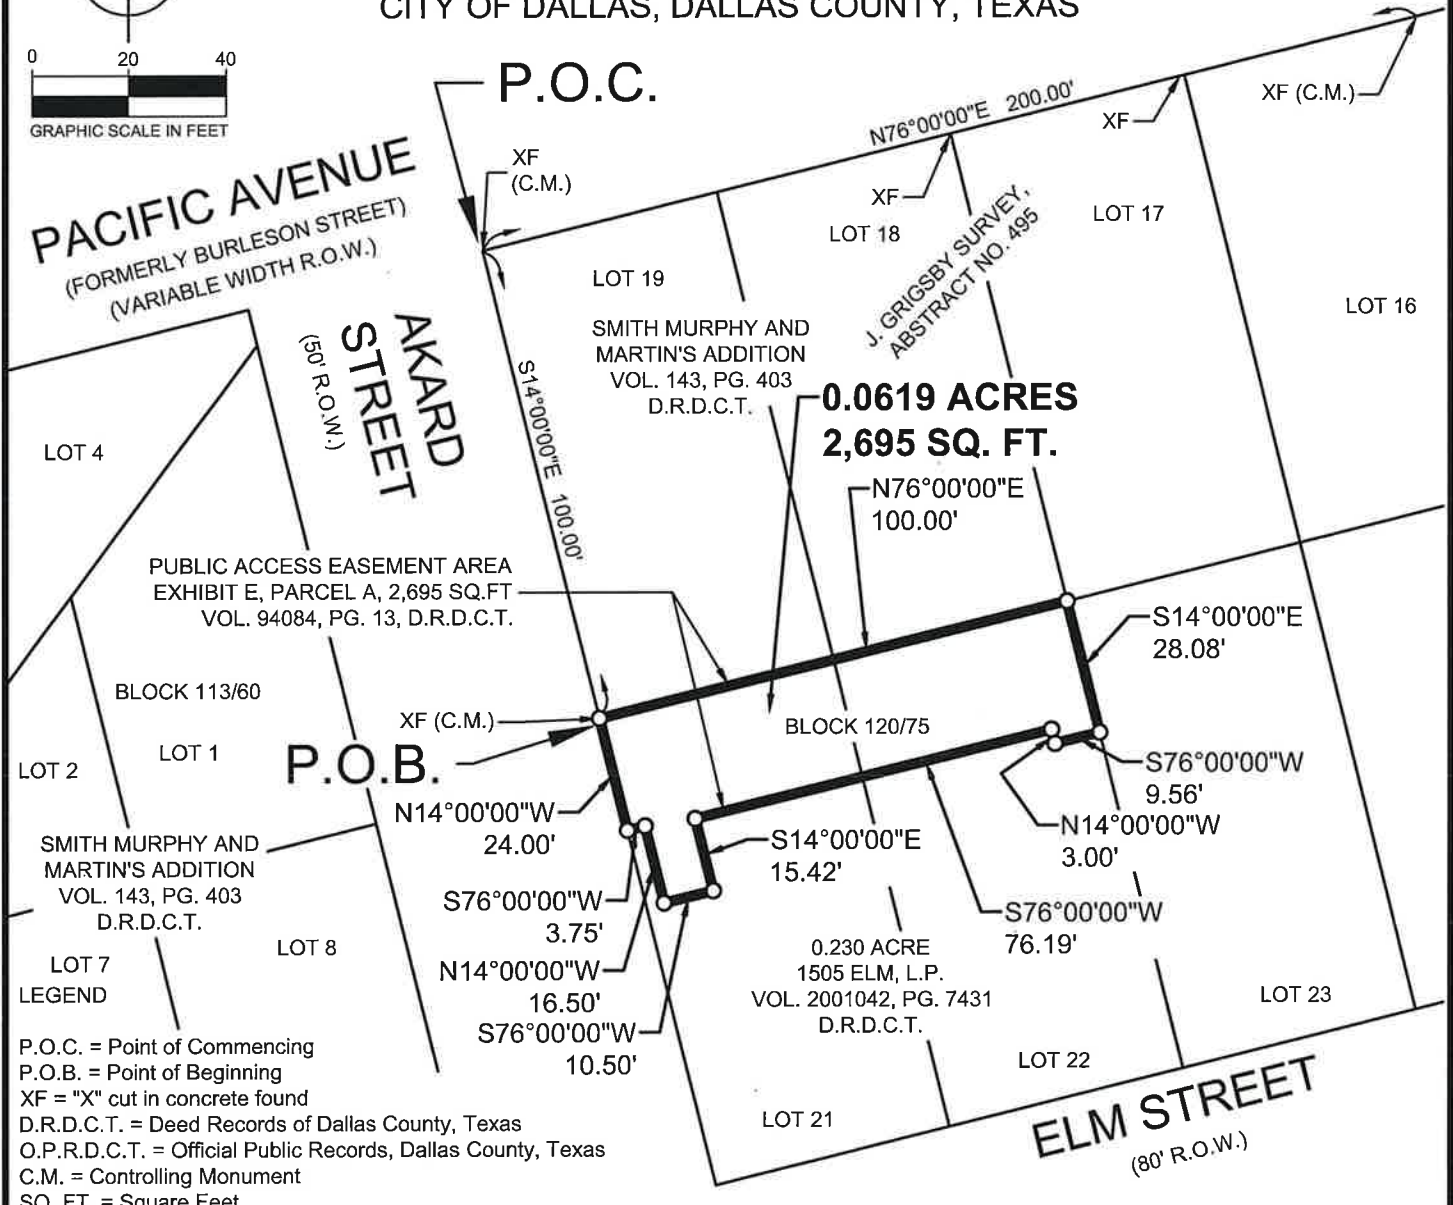 CITY OF DALLAS, DALLAS COUNTY, TEXAS
0 20 40
GRAPHIC SCALE IN FEET
P.O.C.
XF
(C.M.)
N76°00'00"E 200.00'
XF
XF
XF (C.M.)
PACIFIC AVENUE
(FORMERLY BURLESON STREET)
(VARIABLE WIDTH R.O.W.)
AKARD
STREET
(50' R.O.W.)
LOT 19
LOT 18
LOT 17
LOT 16
J. GRIGSBY SURVEY,
ABSTRACT NO. 495
SMITH MURPHY AND
MARTIN'S ADDITION
VOL. 143, PG. 403
D.R.D.C.T.
S14°00'00"E 100.00'
0.0619 ACRES
2,695 SQ. FT.
N76°00'00"E
100.00'
LOT 4
PUBLIC ACCESS EASEMENT AREA
EXHIBIT E, PARCEL A, 2,695 SQ.FT
VOL. 94084, PG. 13, D.R.D.C.T.
S14°00'00"E
28.08'
BLOCK 113/60
LOT 1
LOT 2
XF (C.M.)
P.O.B.
BLOCK 120/75
S76°00'00"W
9.56'
N14°00'00"W
3.00'
N14°00'00"W
24.00'
S14°00'00"E
15.42'
SMITH MURPHY AND
MARTIN'S ADDITION
VOL. 143, PG. 403
D.R.D.C.T.
S76°00'00"W
3.75'
S76°00'00"W
76.19'
N14°00'00"W
16.50'
S76°00'00"W
10.50'
0.230 ACRE
1505 ELM, L.P.
VOL. 2001042, PG. 7431
D.R.D.C.T.
LOT 8
LOT 7
LOT 23
LOT 22
LOT 21
ELM STREET
(80' R.O.W.)
LEGEND
P.O.C. = Point of Commencing
P.O.B. = Point of Beginning
XF = "X" cut in concrete found
D.R.D.C.T. = Deed Records of Dallas County, Texas
O.P.R.D.C.T. = Official Public Records, Dallas County, Texas
C.M. = Controlling Monument
SQ. FT. = Square Feet